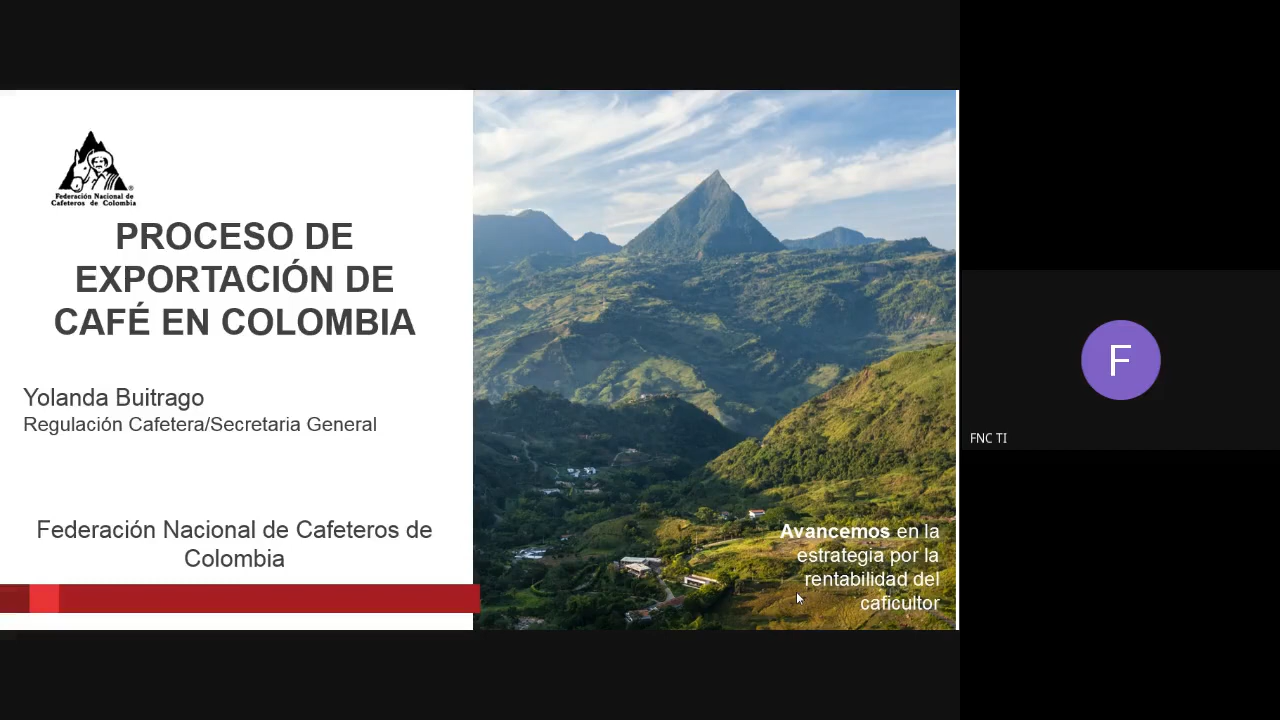 Federación Nacional de
Cafeteros de Colombia
PROCESO DE
EXPORTACIÓN DE
CAFÉ EN COLOMBIA
Yolanda Buitrago
Regulación Cafetera/Secretaria General
Federación Nacional de Cafeteros de
Colombia
Avancemos en la
estrategia por la
rentabilidad del
caficultor
F
FNC TI